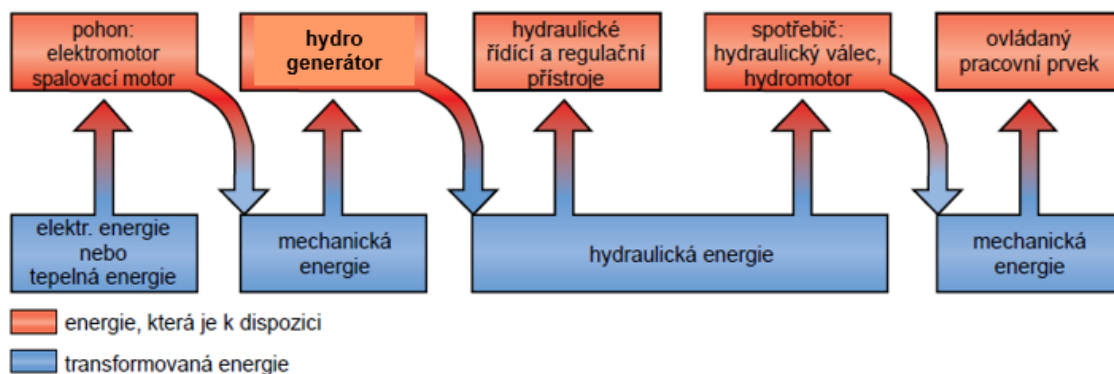 pohon:
elektromotor
spalovací motor
hydro
generátor
hydraulické
řídící a regulační
přístroje
spotřebič:
hydraulický válec,
hydromotor
ovládaný
pracovní prvek
elektr. energie
nebo
tepelná energie
mechanická
energie
hydraulická energie
mechanická
energie
energie, která je k dispozici
transformovaná energie